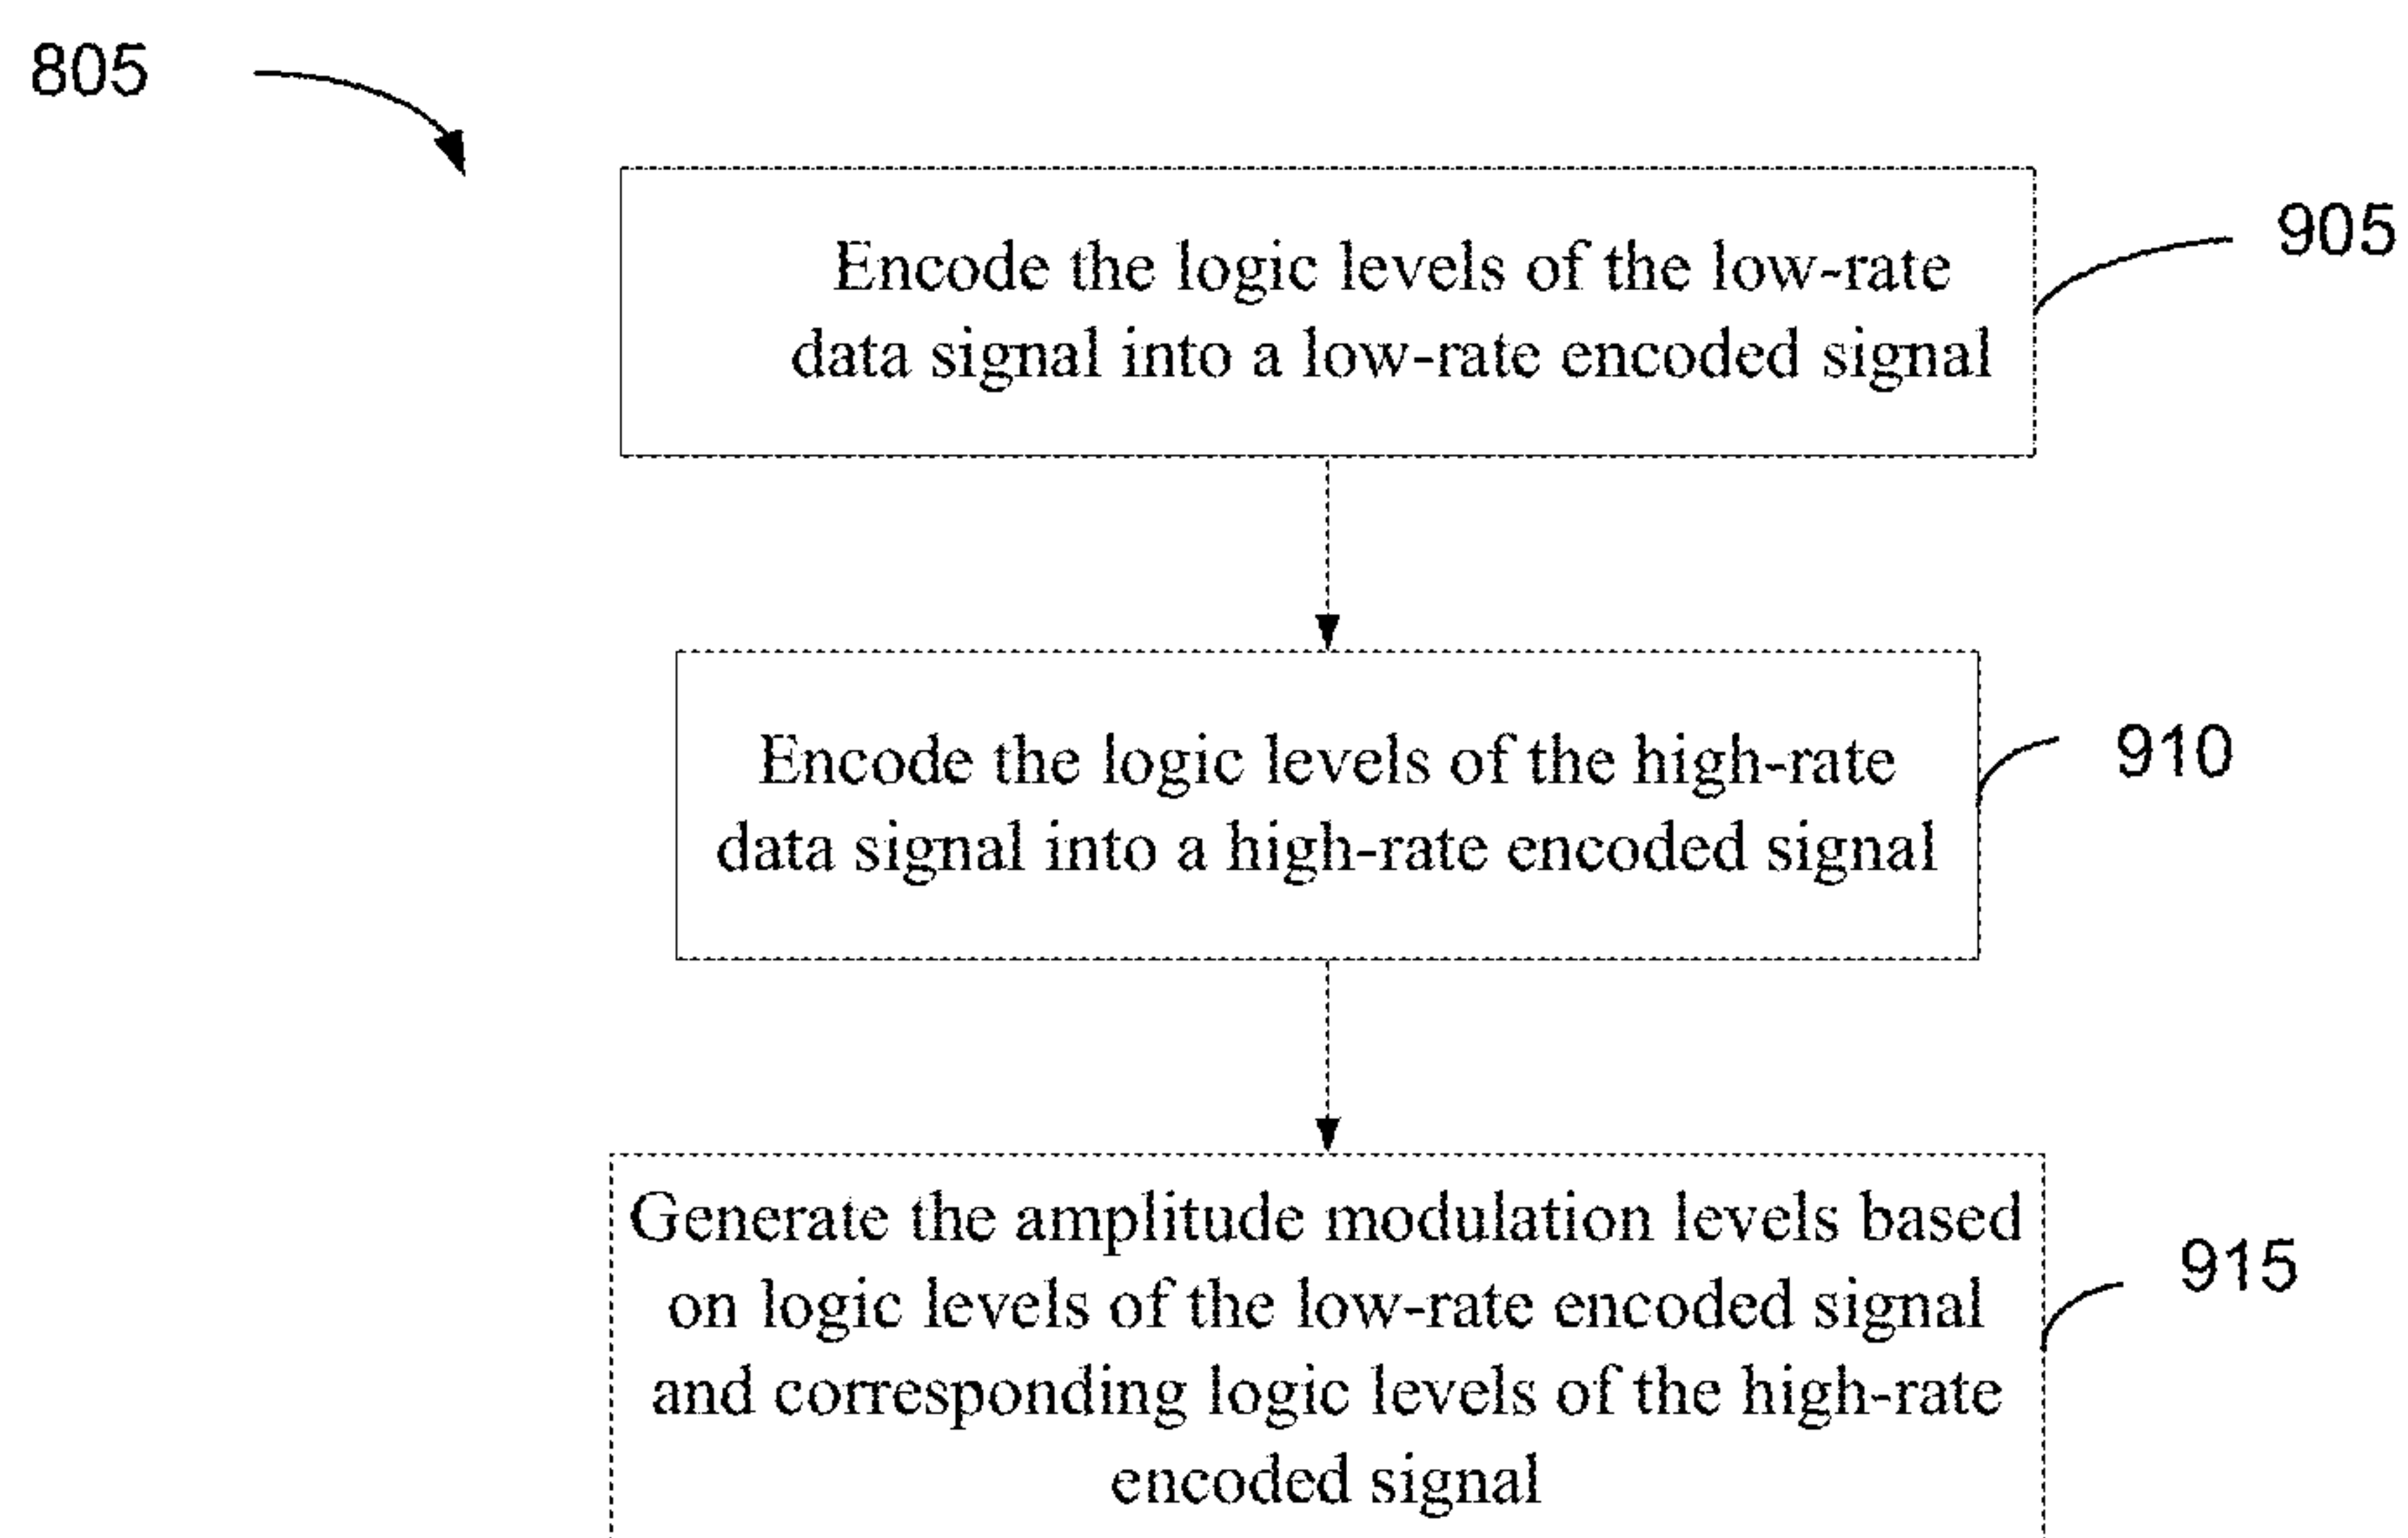 805
Encode the logic levels of the low-rate
data signal into a low-rate encoded signal
905
Encode the logic levels of the high-rate
data signal into a high-rate encoded signal
910
Generate the amplitude modulation levels based
on logic levels of the low-rate encoded signal
and corresponding logic levels of the high-rate
encoded signal
915